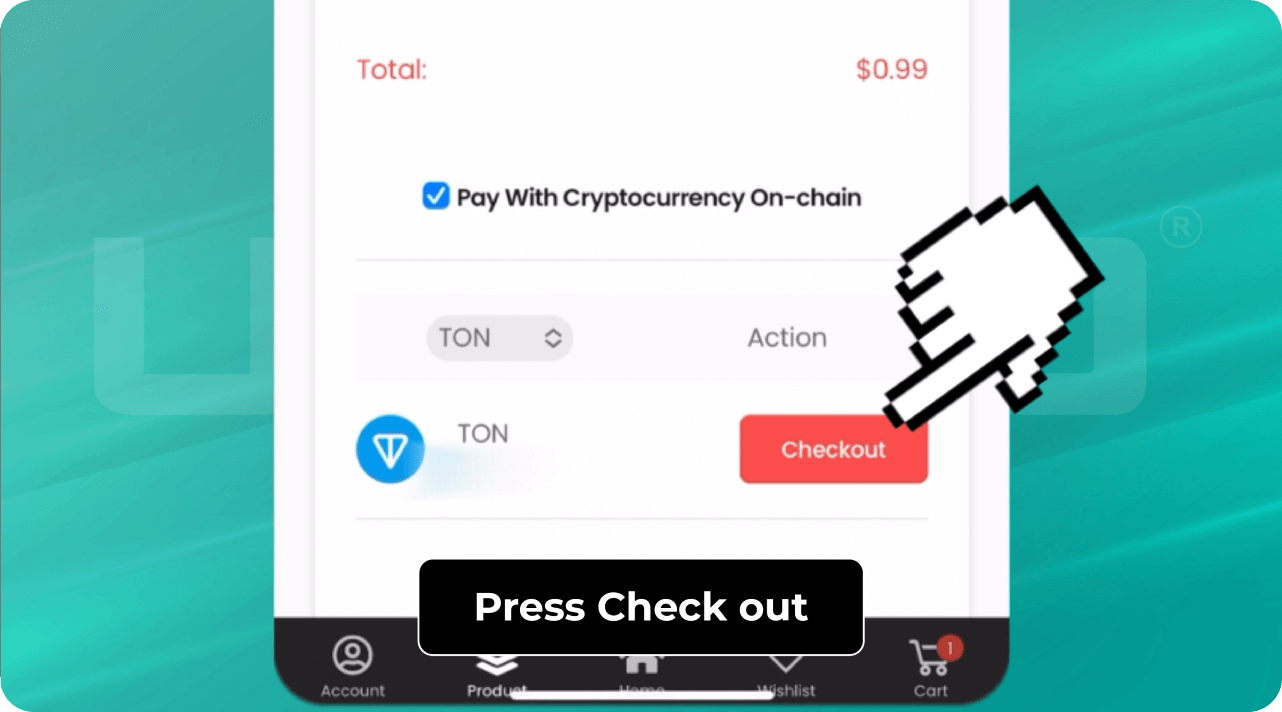 Total: $0.99
Pay With Cryptocurrency On-chain
®
TON Action
TON
Checkout
Press Check out
1
Account Product Home Wishlist Cart